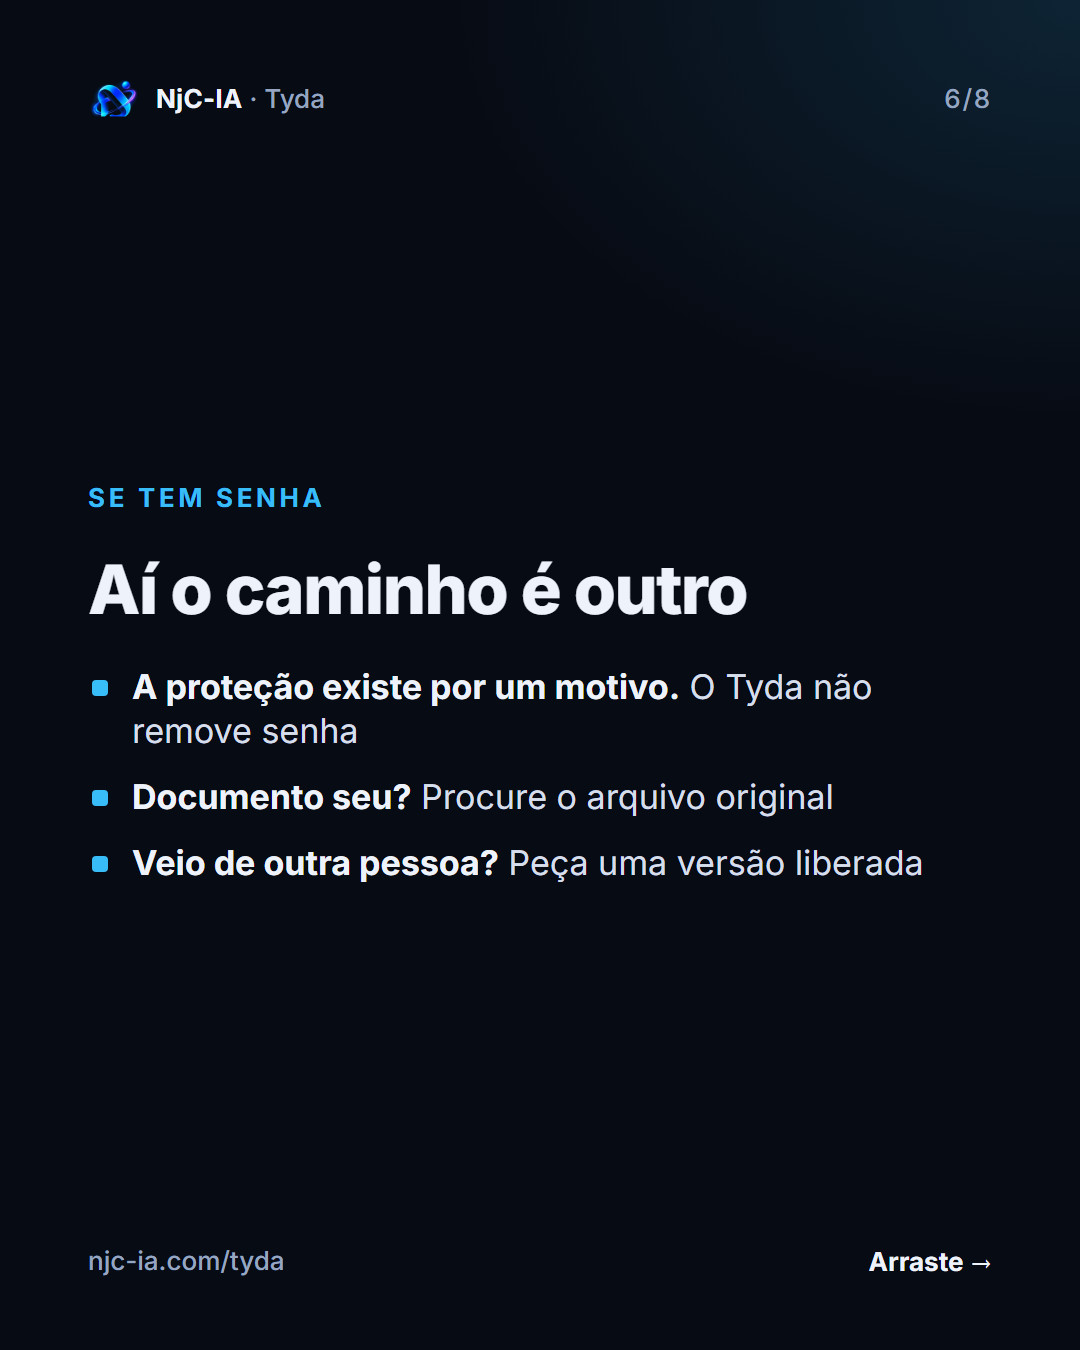 NjC-IA · Tyda
6/8
SE TEM SENHA
Aí o caminho é outro
A proteção existe por um motivo. O Tyda não
remove senha
Documento seu? Procure o arquivo original
Veio de outra pessoa? Peça uma versão liberada
njc-ia.com/tyda
Arraste →